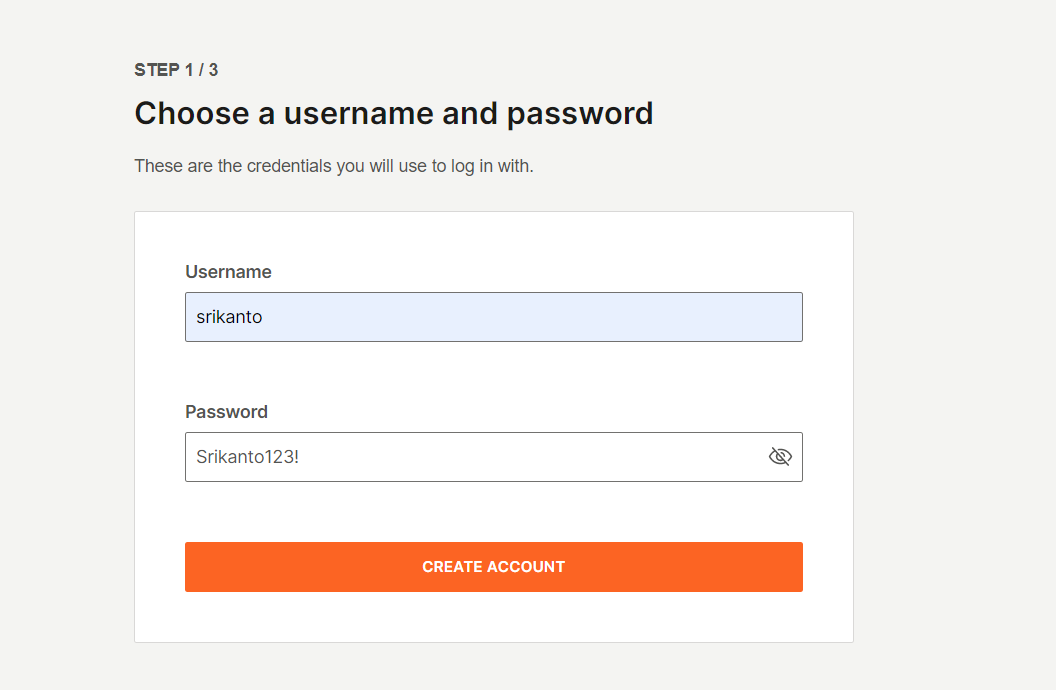 STEP 1 / 3
Choose a username and password
These are the credentials you will use to log in with.
Username
srikanto
Password
Srikanto123!
CREATE ACCOUNT